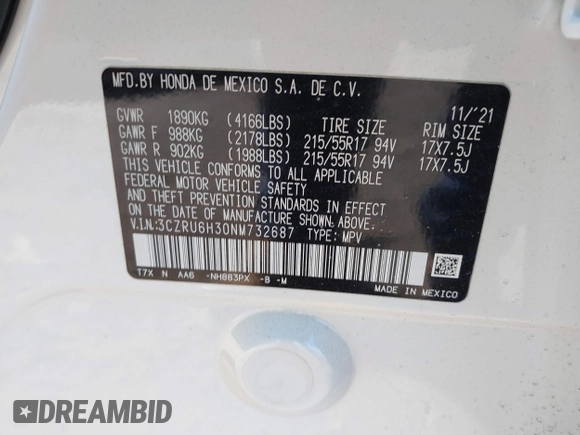 MFD.BY HONDA DE MEXICO S.A. DE C.V.
11/'21
GVWR 1890KG (4166LBS) TIRE SIZE RIM SIZE
GAWR F 988KG (2178LBS) 215/55R17 94V 17X7.5J
GAWR R 902KG (1988LBS) 215/55R17 94V 17X7.5J
THIS VEHICLE CONFORMS TO ALL APPLICABLE
FEDERAL MOTOR VEHICLE SAFETY
AND THEFT PREVENTION STANDARDS IN EFFECT
ON THE DATE OF MANUFACTURE SHOWN ABOVE.
V.I.N:3CZRU6H30NM732687 TYPE: MPV
T7X N AA6 -NH883PX -B -M
MADE IN MEXICO
DREAMBID